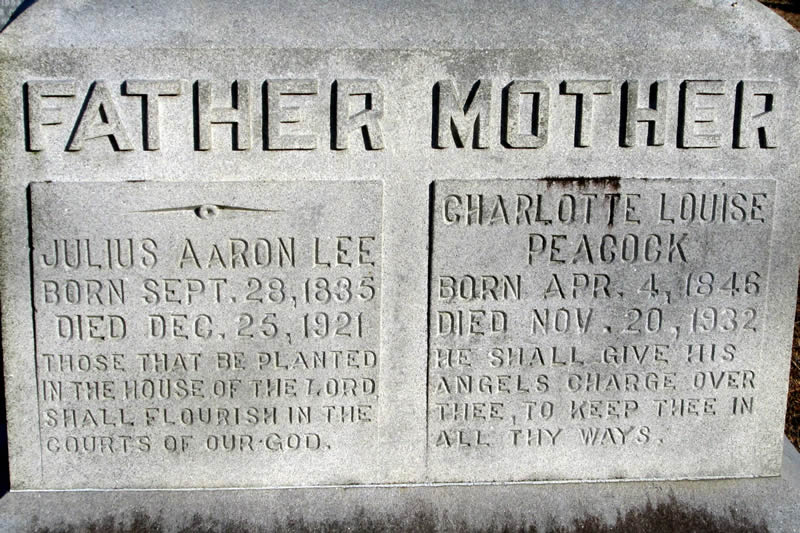 FATHER MOTHER
JULIUS AARON LEE
BORN SEPT. 28, 1835
DIED DEC. 25, 1921
THOSE THAT BE PLANTED
IN THE HOUSE OF THE LORD
SHALL FLOURISH IN THE
COURTS OF OUR GOD.
CHARLOTTE LOUISE
PEACOCK
BORN APR. 4, 1846
DIED NOV. 20, 1932
HE SHALL GIVE HIS
ANGELS CHARGE OVER
THEE, TO KEEP THEE IN
ALL THY WAYS.